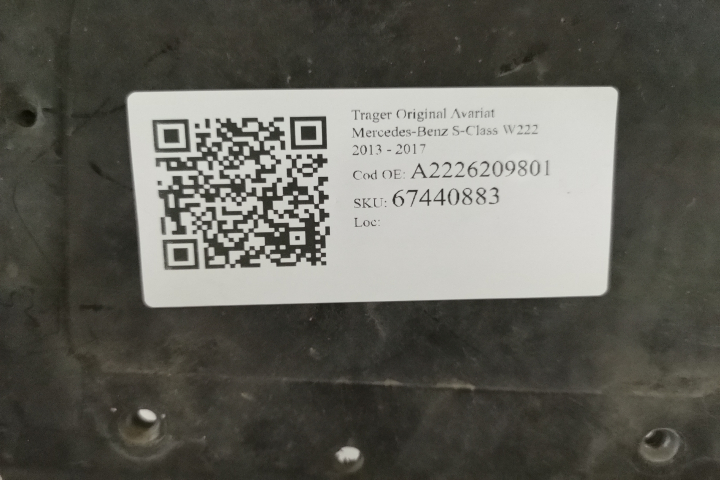 Trager Original Avariat
Mercedes-Benz S-Class W222
2013 - 2017
Cod OE: A2226209801
SKU: 67440883
Loc: